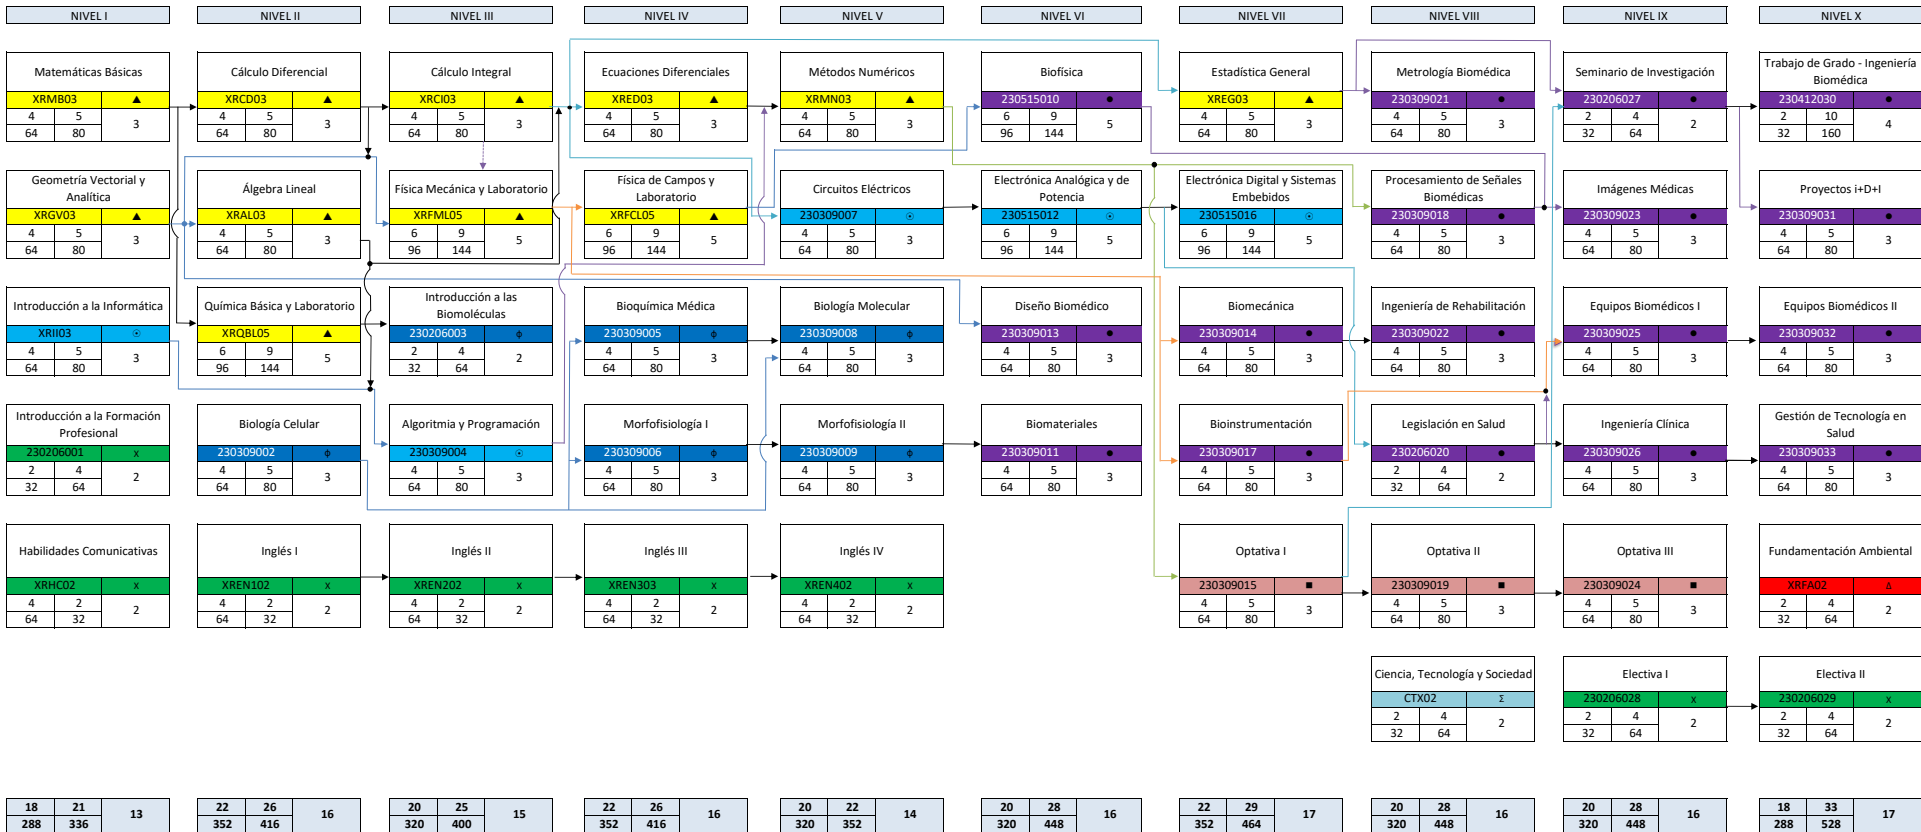 NIVEL I NIVEL II NIVEL III NIVEL IV NIVEL V NIVEL VI NIVEL VII NIVEL VIII NIVEL IX NIVEL X
Matemáticas Básicas
XRMB03 ▲
4 5 3
64 80
Cálculo Diferencial
XRCD03 ▲
4 5 3
64 80
Cálculo Integral
XRCI03 ▲
4 5 3
64 80
Ecuaciones Diferenciales
XRED03 ▲
4 5 3
64 80
Métodos Numéricos
XRMN03 ▲
4 5 3
64 80
Biofísica
230515010 ●
6 9 5
96 144
Estadística General
XREG03 ▲
4 5 3
64 80
Metrología Biomédica
230309021 ●
4 5 3
64 80
Seminario de Investigación
230206027 ●
2 4 2
32 64
Trabajo de Grado - Ingeniería
Biomédica
230412030 ●
2 10 4
32 160
Geometría Vectorial y
Analítica
XRGV03 ▲
4 5 3
64 80
Álgebra Lineal
XRAL03 ▲
4 5 3
64 80
Física Mecánica y Laboratorio
XRFML05 ▲
6 9 5
96 144
Física de Campos y
Laboratorio
XRFCL05 ▲
6 9 5
96 144
Circuitos Eléctricos
230309007 ☉
4 5 3
64 80
Electrónica Analógica y de
Potencia
230515012 ☉
6 9 5
96 144
Electrónica Digital y Sistemas
Embebidos
230515016 ☉
6 9 5
96 144
Procesamiento de Señales
Biomédicas
230309018 ●
4 5 3
64 80
Imágenes Médicas
230309023 ●
4 5 3
64 80
Proyectos i+D+I
230309031 ●
4 5 3
64 80
Introducción a la Informática
XRII03 ☉
4 5 3
64 80
Química Básica y Laboratorio
XRQBL05 ▲
6 9 5
96 144
Introducción a las
Biomoléculas
230206003 ϕ
2 4 2
32 64
Bioquímica Médica
230309005 ϕ
4 5 3
64 80
Biología Molecular
230309008 ϕ
4 5 3
64 80
Diseño Biomédico
230309013 ●
4 5 3
64 80
Biomecánica
230309014 ●
4 5 3
64 80
Ingeniería de Rehabilitación
230309022 ●
4 5 3
64 80
Equipos Biomédicos I
230309025 ●
4 5 3
64 80
Equipos Biomédicos II
230309032 ●
4 5 3
64 80
Introducción a la Formación
Profesional
230206001 X
2 4 2
32 64
Biología Celular
230309002 ϕ
4 5 3
64 80
Algoritmia y Programación
230309004 ☉
4 5 3
64 80
Morfofisiología I
230309006 ϕ
4 5 3
64 80
Morfofisiología II
230309009 ϕ
4 5 3
64 80
Biomateriales
230309011 ●
4 5 3
64 80
Bioinstrumentación
230309017 ●
4 5 3
64 80
Legislación en Salud
230206020 ●
2 4 2
32 64
Ingeniería Clínica
230309026 ●
4 5 3
64 80
Gestión de Tecnología en
Salud
230309033 ●
4 5 3
64 80
Habilidades Comunicativas
XRHC02 X
4 2 2
64 32
Inglés I
XREN102 X
4 2 2
64 32
Inglés II
XREN202 X
4 2 2
64 32
Inglés III
XREN303 X
4 2 2
64 32
Inglés IV
XREN402 X
4 2 2
64 32
Optativa I
230309015 ■
4 5 3
64 80
Optativa II
230309019 ■
4 5 3
64 80
Optativa III
230309024 ■
4 5 3
64 80
Fundamentación Ambiental
XRFA02 Δ
2 4 2
32 64
Ciencia, Tecnología y Sociedad
CTX02 Σ
2 4 2
32 64
Electiva I
230206028 X
2 4 2
32 64
Electiva II
230206029 X
2 4 2
32 64
18 21 13
288 336
22 26 16
352 416
20 25 15
320 400
22 26 16
352 416
20 22 14
320 352
20 28 16
320 448
22 29 17
352 464
20 28 16
320 448
20 28 16
320 448
18 33 17
288 528